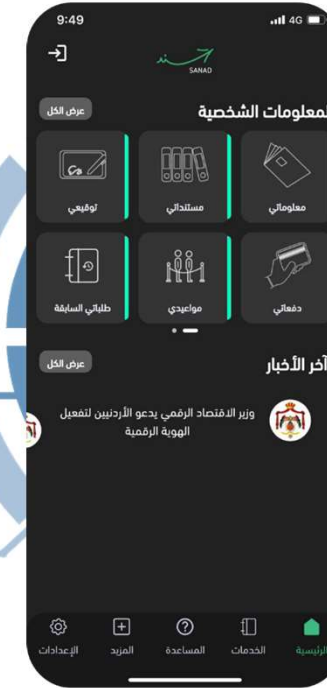 9:49 4G
سند
SANAD
لمعلومات الشخصية عرض الكل
معلوماتي مستنداتي توقيعي
دفعاتي مواعيدي طلباتي السابقة
آخر الأخبار عرض الكل
وزير الاقتصاد الرقمي يدعو الأردنيين لتفعيل
الهوية الرقمية
الرئيسية الخدمات المساعدة المزيد الإعدادات